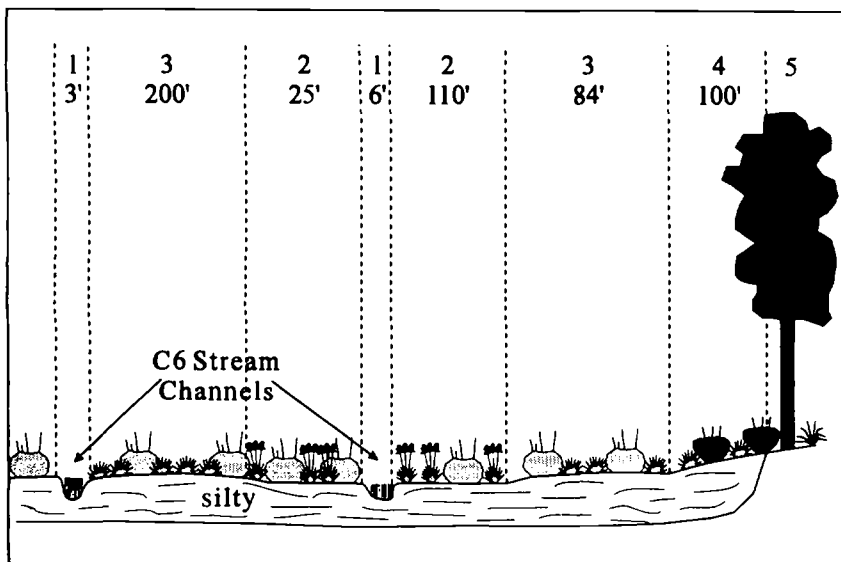 1 3 2 1 2 3 4 5
3' 200' 25' 6' 110' 84' 100'
C6 Stream
Channels
silty